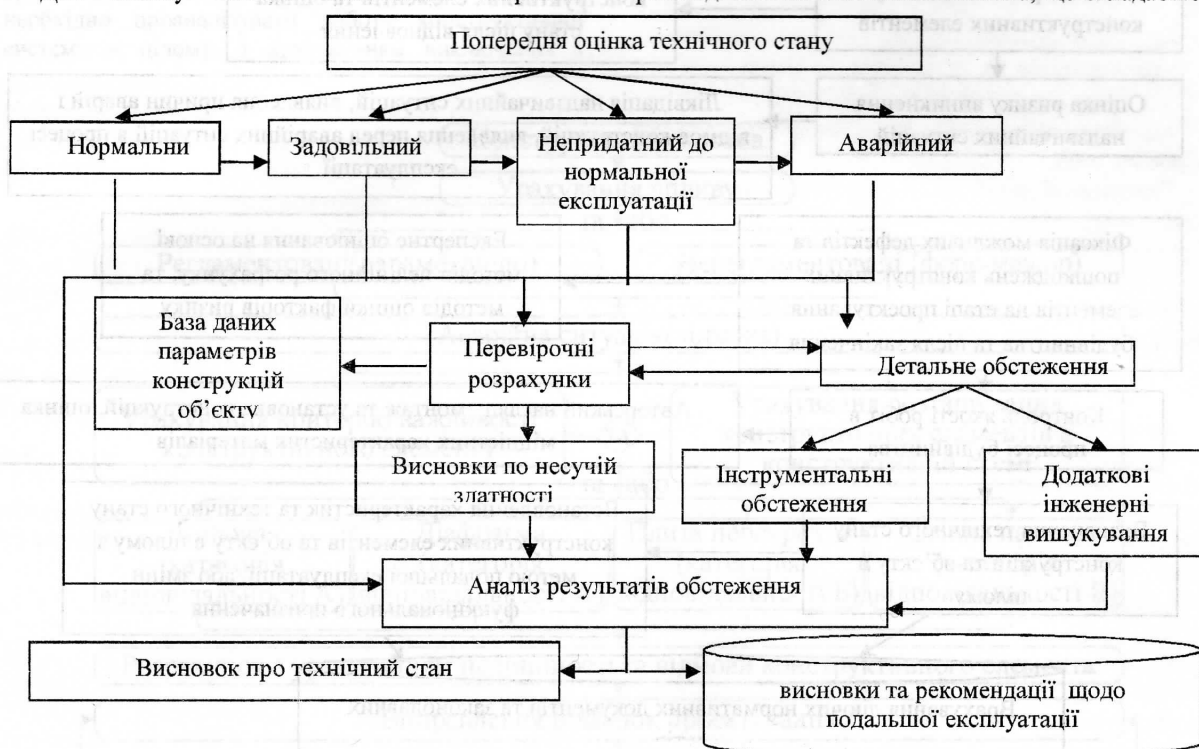 Попередня оцінка технічного стану
Нормальни
Задовільний
Непридатний до
нормальної
експлуатації
Аварійний
База даних
параметрів
конструкцій
об’єкту
Перевірочні
розрахунки
Детальне обстеження
Висновки по несучій
здатності
Інструментальні
обстеження
Додаткові
інженерні
вишукування
Аналіз результатів обстеження
Висновок про технічний стан
висновки та рекомендації щодо
подальшої експлуатації